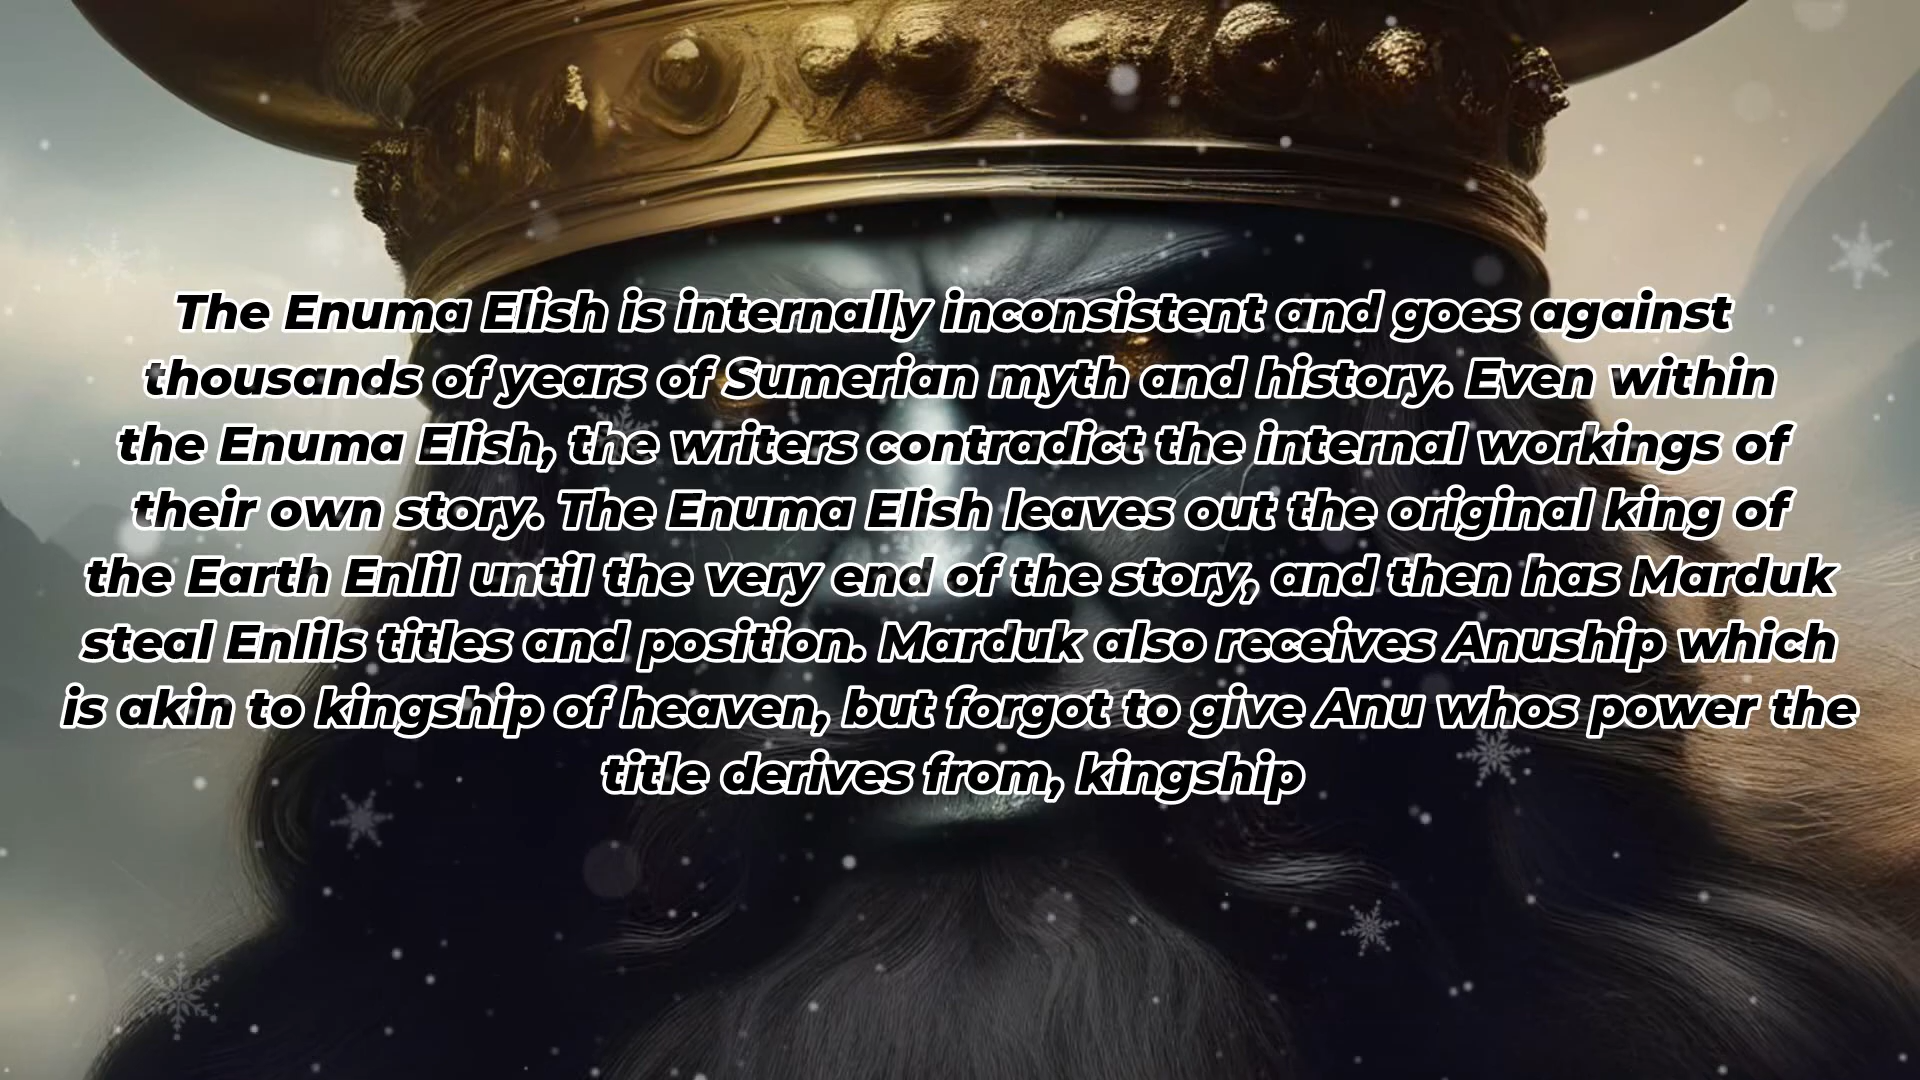 The Enuma Elish is internally inconsistent and goes against
thousands of years of Sumerian myth and history. Even within
the Enuma Elish, the writers contradict the internal workings of
their own story. The Enuma Elish leaves out the original king of
the Earth Enlil until the very end of the story, and then has Marduk
steal Enlils titles and position. Marduk also receives Anuship which
is akin to kingship of heaven, but forgot to give Anu whos power the
title derives from, kingship